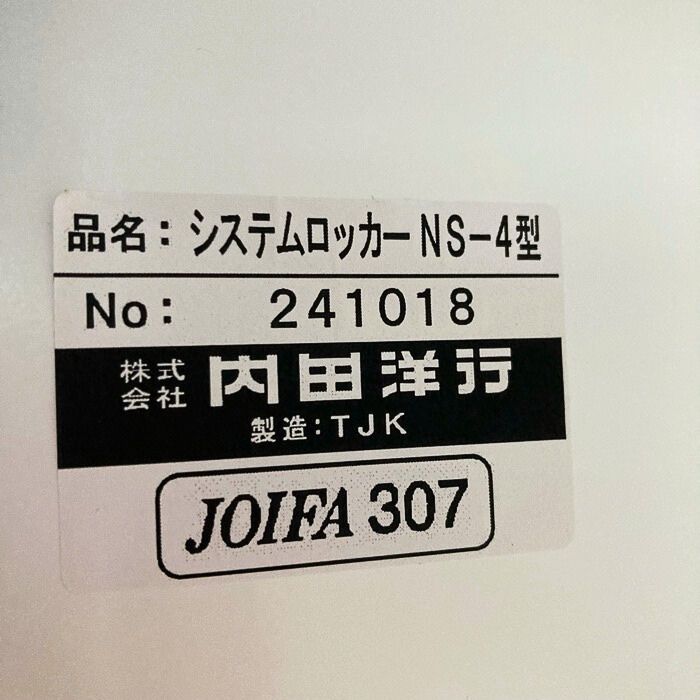 品名：システムロッカーNS-4型
No：241018
株式会社 内田洋行
製造：TJK
JOIFA 307